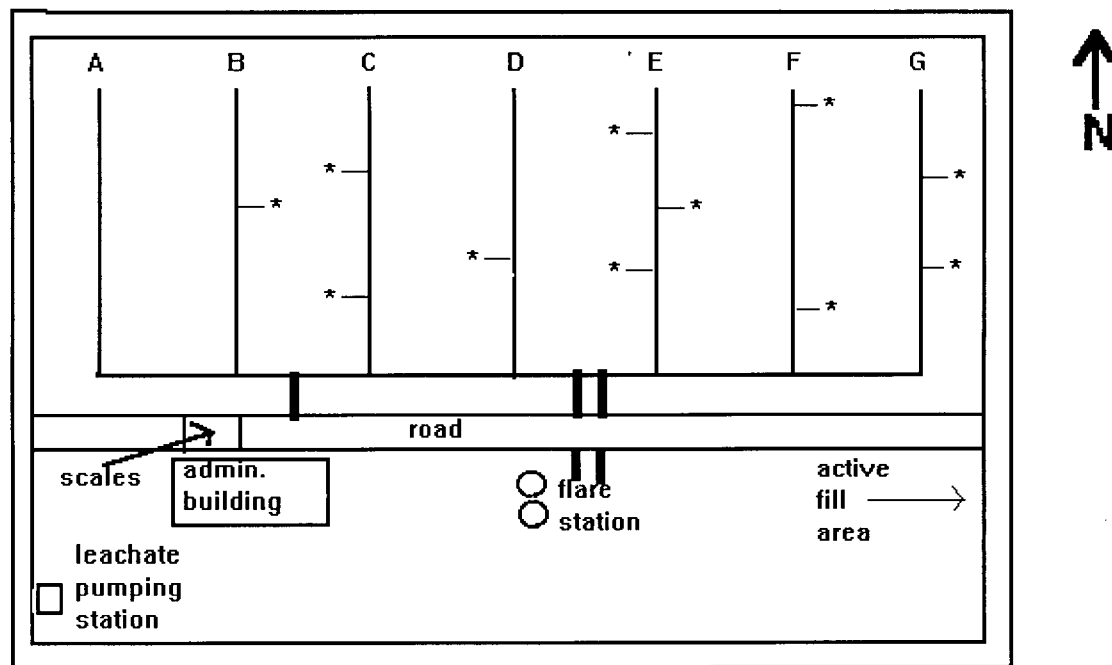 A B C D E F G
N
*
*
*
*
*
*
*
*
*
*
*
*
road
scales
admin.
building
flare
station
active
fill
area
leachate
pumping
station